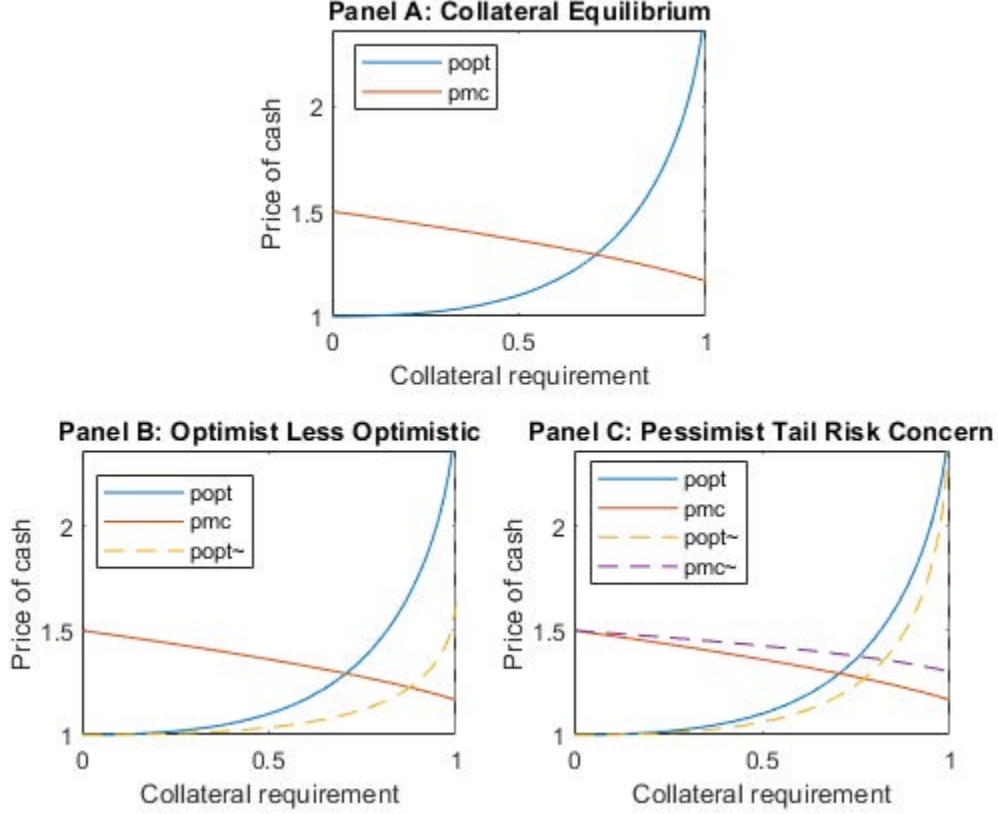 Panel A: Collateral Equilibrium
popt
pmc
Price of cash
2
1.5
1
0
0.5
1
Collateral requirement
Panel B: Optimist Less Optimistic
popt
pmc
popt~
Price of cash
2
1.5
1
0
0.5
1
Collateral requirement
Panel C: Pessimist Tail Risk Concern
popt
pmc
popt~
pmc~
Price of cash
2
1.5
1
0
0.5
1
Collateral requirement